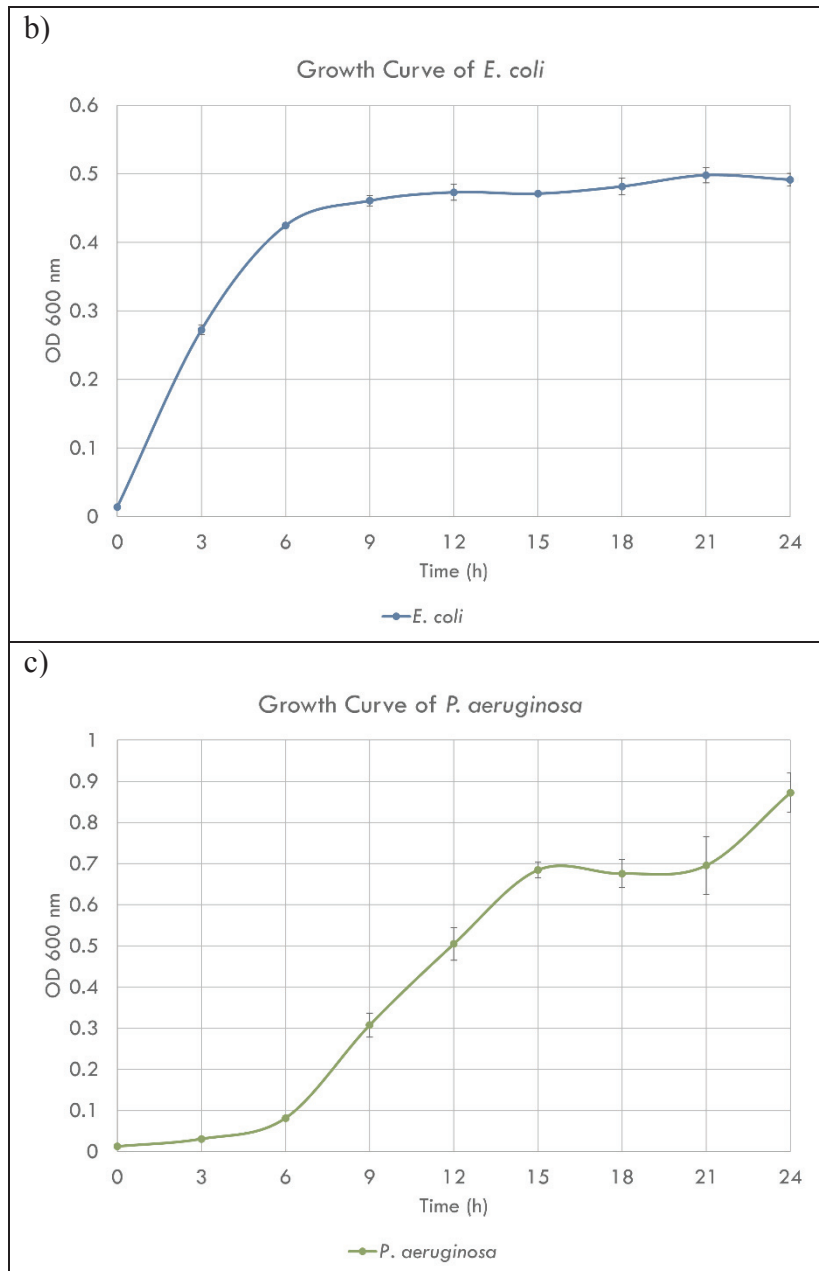 b)
Growth Curve of E. coli
0.6
0.5
0.4
0.3
0.2
0.1
0
OD 600 nm
0 3 6 9 12 15 18 21 24
Time (h)
E. coli
c)
Growth Curve of P. aeruginosa
1
0.9
0.8
0.7
0.6
0.5
0.4
0.3
0.2
0.1
0
OD 600 nm
0 3 6 9 12 15 18 21 24
Time (h)
P. aeruginosa